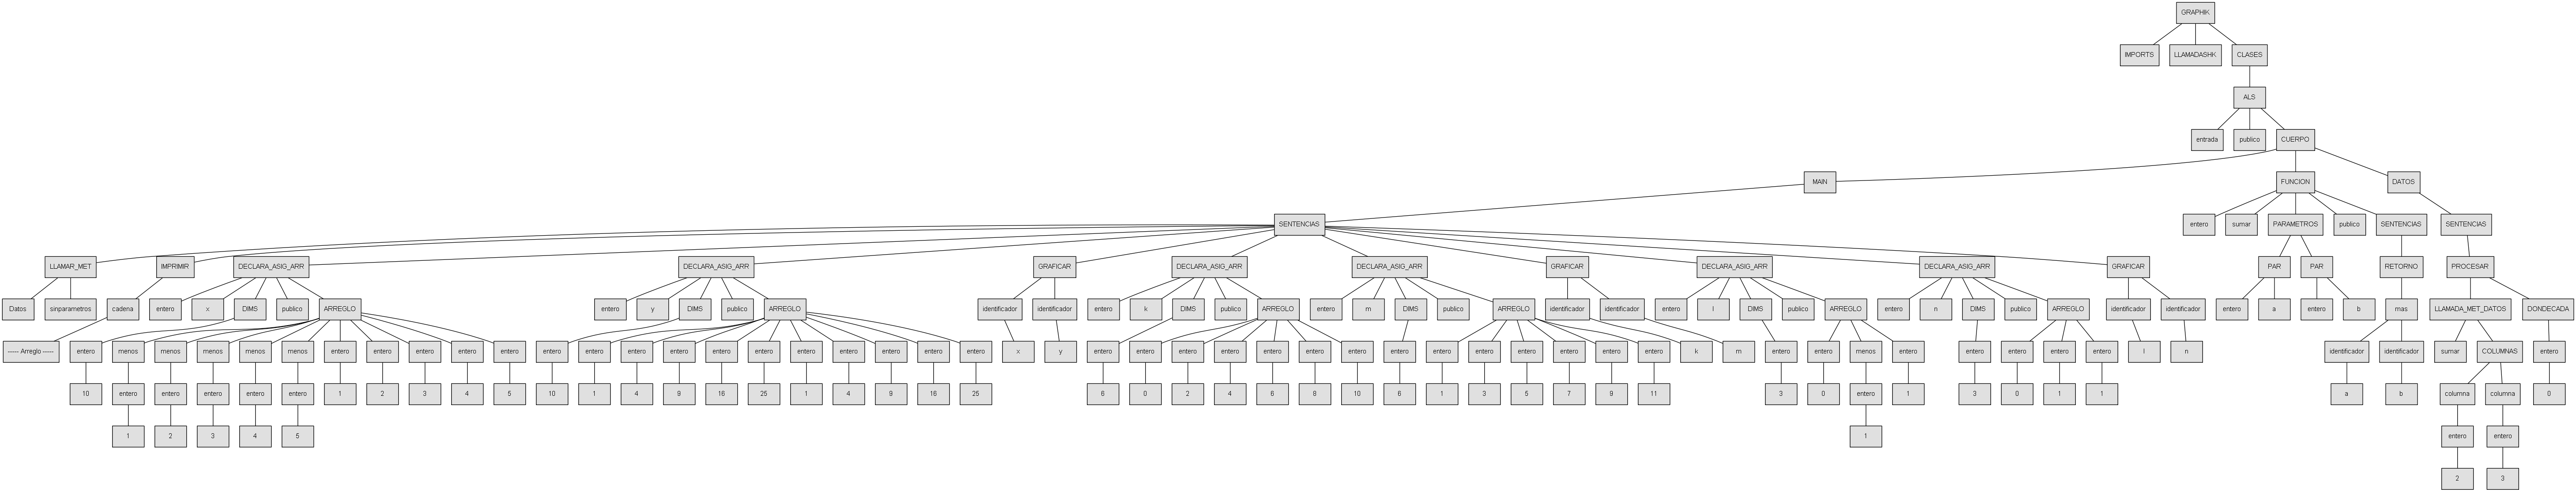 GRAPHIK
IMPORTS LLAMADASHK CLASES
ALS
entrada publico CUERPO
MAIN FUNCION DATOS
SENTENCIAS entero sumar PARAMETROS publico SENTENCIAS SENTENCIAS
LLAMAR_MET IMPRIMIR DECLARA_ASIG_ARR DECLARA_ASIG_ARR GRAFICAR DECLARA_ASIG_ARR DECLARA_ASIG_ARR GRAFICAR DECLARA_ASIG_ARR DECLARA_ASIG_ARR GRAFICAR PAR PAR RETORNO PROCESAR
Datos sinparametros cadena entero x DIMS publico ARREGLO entero y DIMS publico ARREGLO identificador identificador entero k DIMS publico ARREGLO entero m DIMS publico ARREGLO identificador identificador entero l DIMS publico ARREGLO entero n DIMS publico ARREGLO identificador identificador entero a entero b mas LLAMADA_MET_DATOS DONDECADA
----- Arreglo ----- entero menos menos menos menos menos entero entero entero entero entero entero entero entero entero entero entero entero entero entero entero entero x y entero entero entero entero entero entero entero entero entero entero entero entero entero entero k m entero entero menos entero entero entero entero entero l n identificador identificador sumar COLUMNAS entero
10 entero entero entero entero entero 1 2 3 4 5 10 1 4 9 16 25 1 4 9 16 25 6 0 2 4 6 8 10 6 1 3 5 7 9 11 3 0 entero 1 3 0 1 1 a b columna columna 0
1 2 3 4 5 1 entero entero
2 3